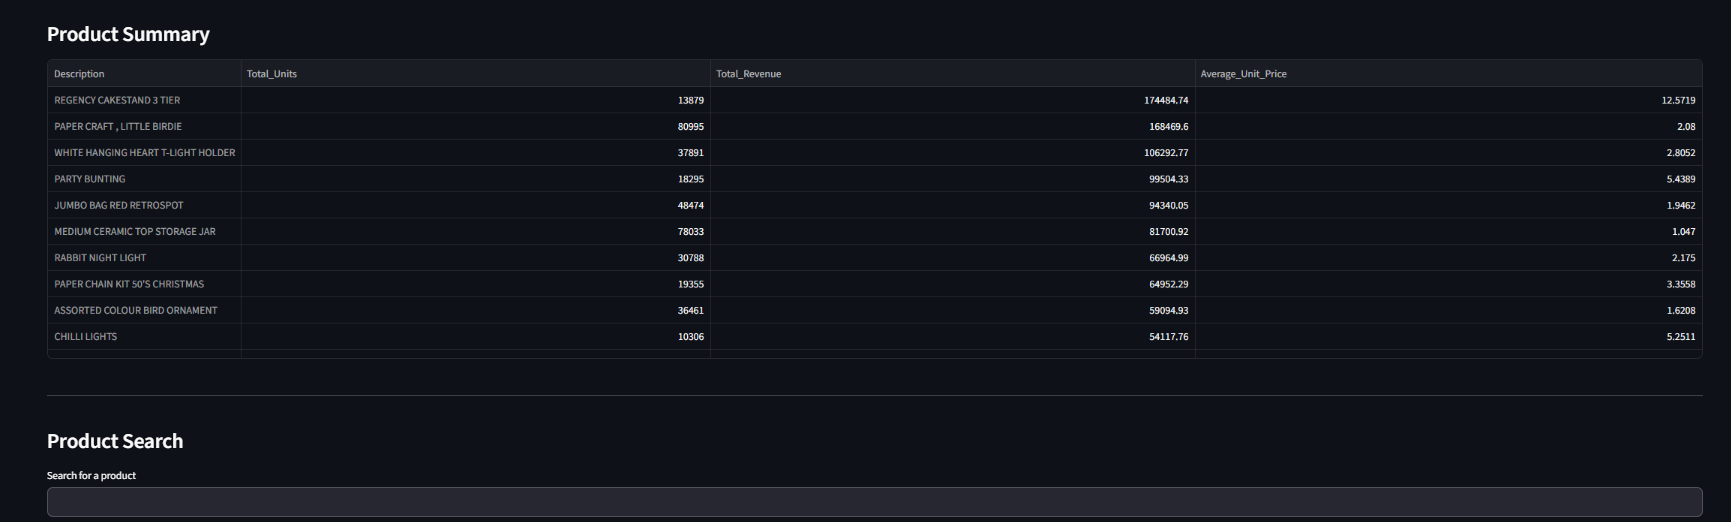 Product Summary
Description Total_Units Total_Revenue Average_Unit_Price
REGENCY CAKESTAND 3 TIER 13879 174484.74 12.5719
PAPER CRAFT , LITTLE BIRDIE 80995 168469.6 2.08
WHITE HANGING HEART T-LIGHT HOLDER 37891 106292.77 2.8052
PARTY BUNTING 18295 99504.33 5.4389
JUMBO BAG RED RETROSPOT 48474 94340.05 1.9462
MEDIUM CERAMIC TOP STORAGE JAR 78033 81700.92 1.047
RABBIT NIGHT LIGHT 30788 66964.99 2.175
PAPER CHAIN KIT 50'S CHRISTMAS 19355 64952.29 3.3558
ASSORTED COLOUR BIRD ORNAMENT 36461 59094.93 1.6208
CHILLI LIGHTS 10306 54117.76 5.2511
Product Search
Search for a product